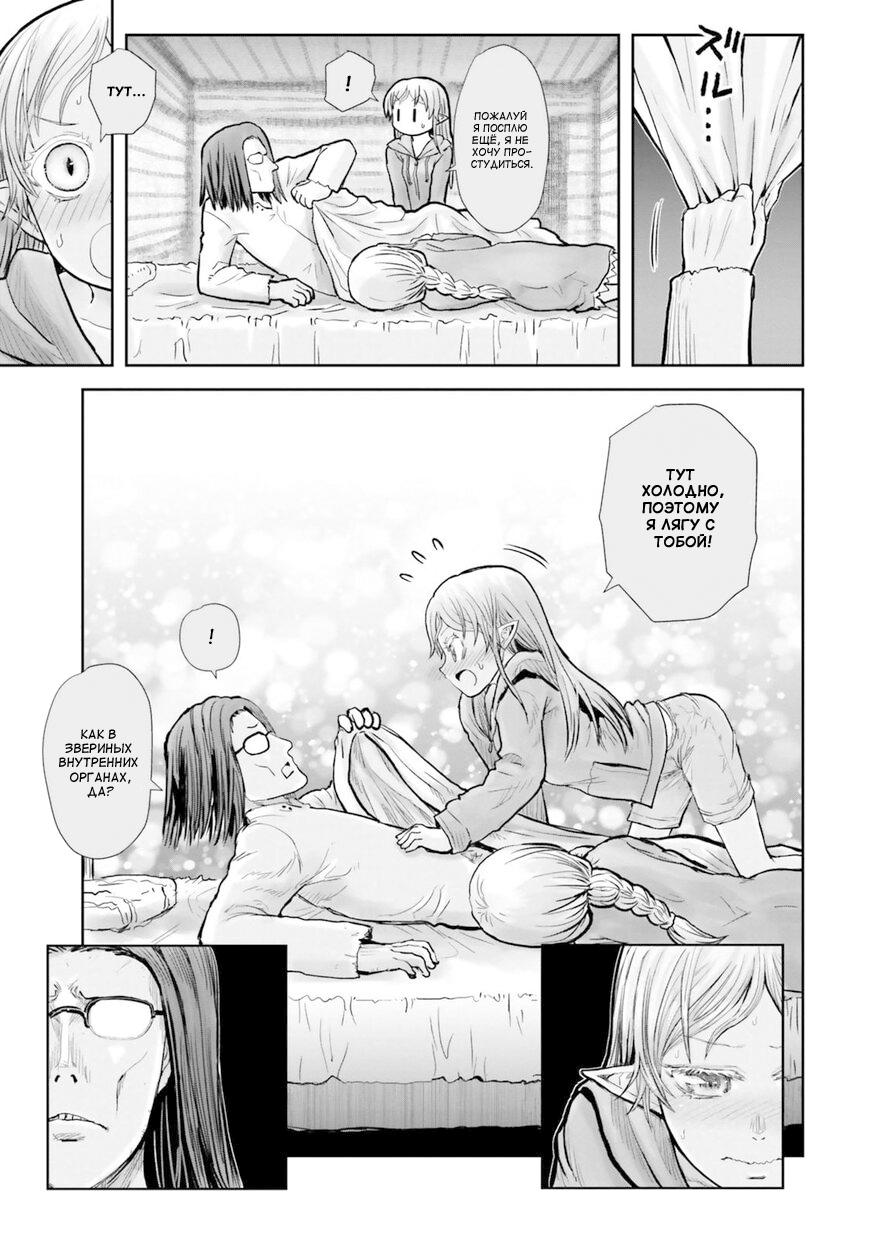 ズル…
ПОЖАЛУЙ
Я ПОСПЛЮ
ЕЩЁ, Я НЕ
ХОЧУ ПРО-
СТУДИТЬСЯ.
!
ТУТ...
ТУТ
ХОЛОДНО,
ПОЭТОМУ
Я ЛЯГУ С
ТОБОЙ!
!
КАК В
ЗВЕРИНЫХ
ВНУТРЕННИХ
ОРГАНАХ,
ДА?